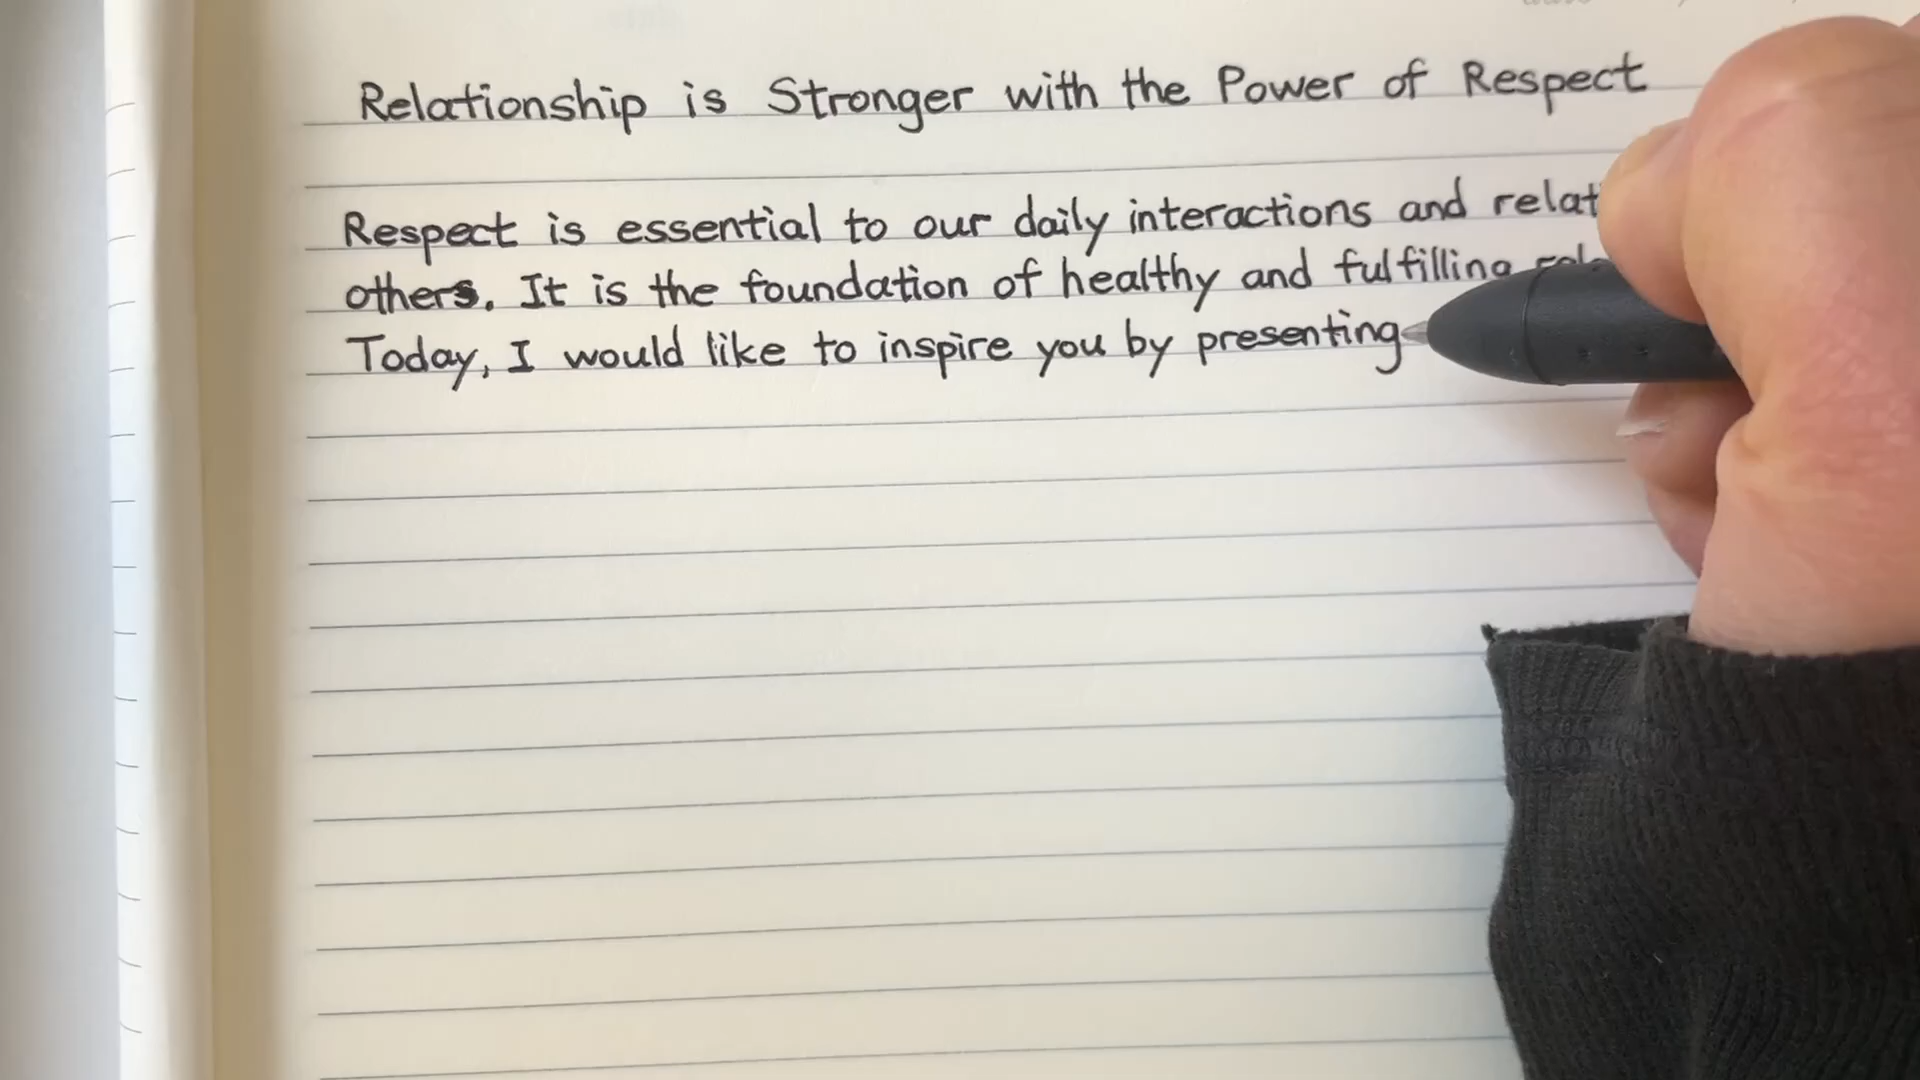 Relationship is Stronger with the Power of Respect
Respect is essential to our daily interactions and
others. It is the foundation of healthy and fulfilling
Today, I would like to inspire you by presenting